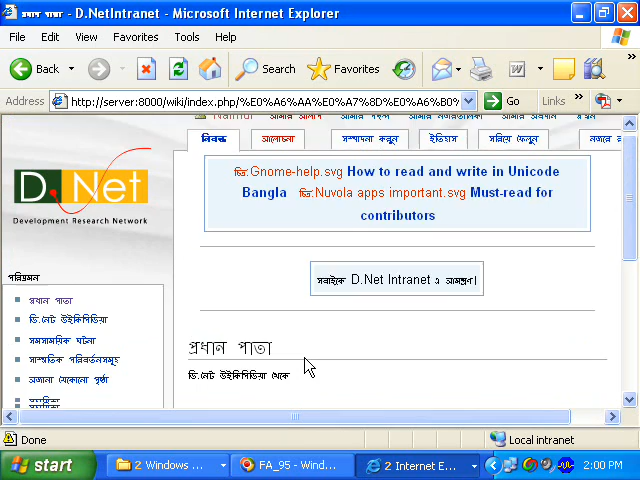 প্রধান পাতা - D.NetIntranet - Microsoft Internet Explorer
File Edit View Favorites Tools Help
Back Search Favorites
Address http://server:8000/wiki/index.php/%E0%A6%AA%E0%A7%8D%E0%A6%B0% Go Links
নিবন্ধ আলোচনা সম্পাদনা করুন ইতিহাস সরিয়ে ফেলুন নজরে
চিত্র:Gnome-help.svg How to read and write in Unicode
Bangla চিত্র:Nuvola apps important.svg Must-read for
contributors
D.Net
Development Research Network
সবাইকে D.Net Intranet এ আমন্ত্রণ।
পরিভ্রমন
প্রধান পাতা
ডি.নেট উইকিপিডিয়া
সমসাময়িক ঘটনা
সাম্প্রতিক পরিবর্তনসমূহ
অজানা যেকোনো পৃষ্ঠা
প্রধান পাতা
ডি.নেট উইকিপিডিয়া থেকে
Done Local intranet
start 2 Windows ... FA_95 - Wind... 2 Internet E... 2:00 PM